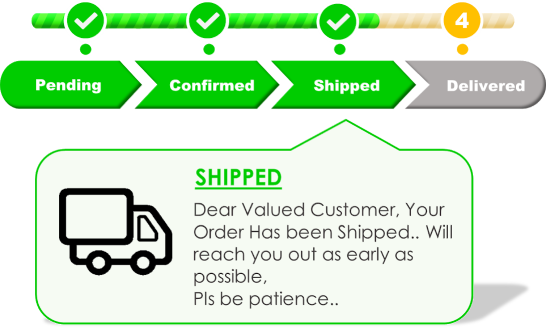 4
Pending Confirmed Shipped Delivered
SHIPPED
Dear Valued Customer, Your
Order Has been Shipped.. Will
reach you out as early as
possible,
Pls be patience..